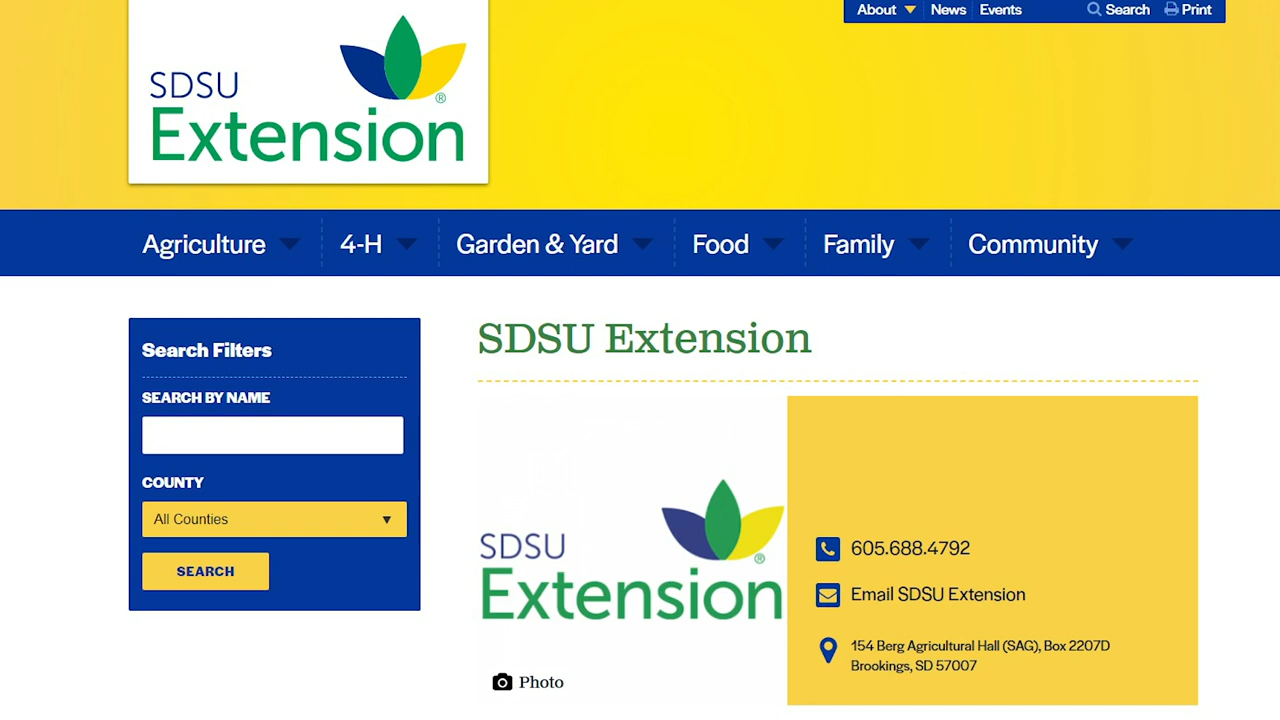 About News Events Search Print
SDSU
Extension®
Agriculture 4-H Garden & Yard Food Family Community
Search Filters
SEARCH BY NAME
COUNTY
All Counties
SEARCH
SDSU Extension
SDSU
Extension®
Photo
605.688.4792
Email SDSU Extension
154 Berg Agricultural Hall (SAG), Box 2207D
Brookings, SD 57007